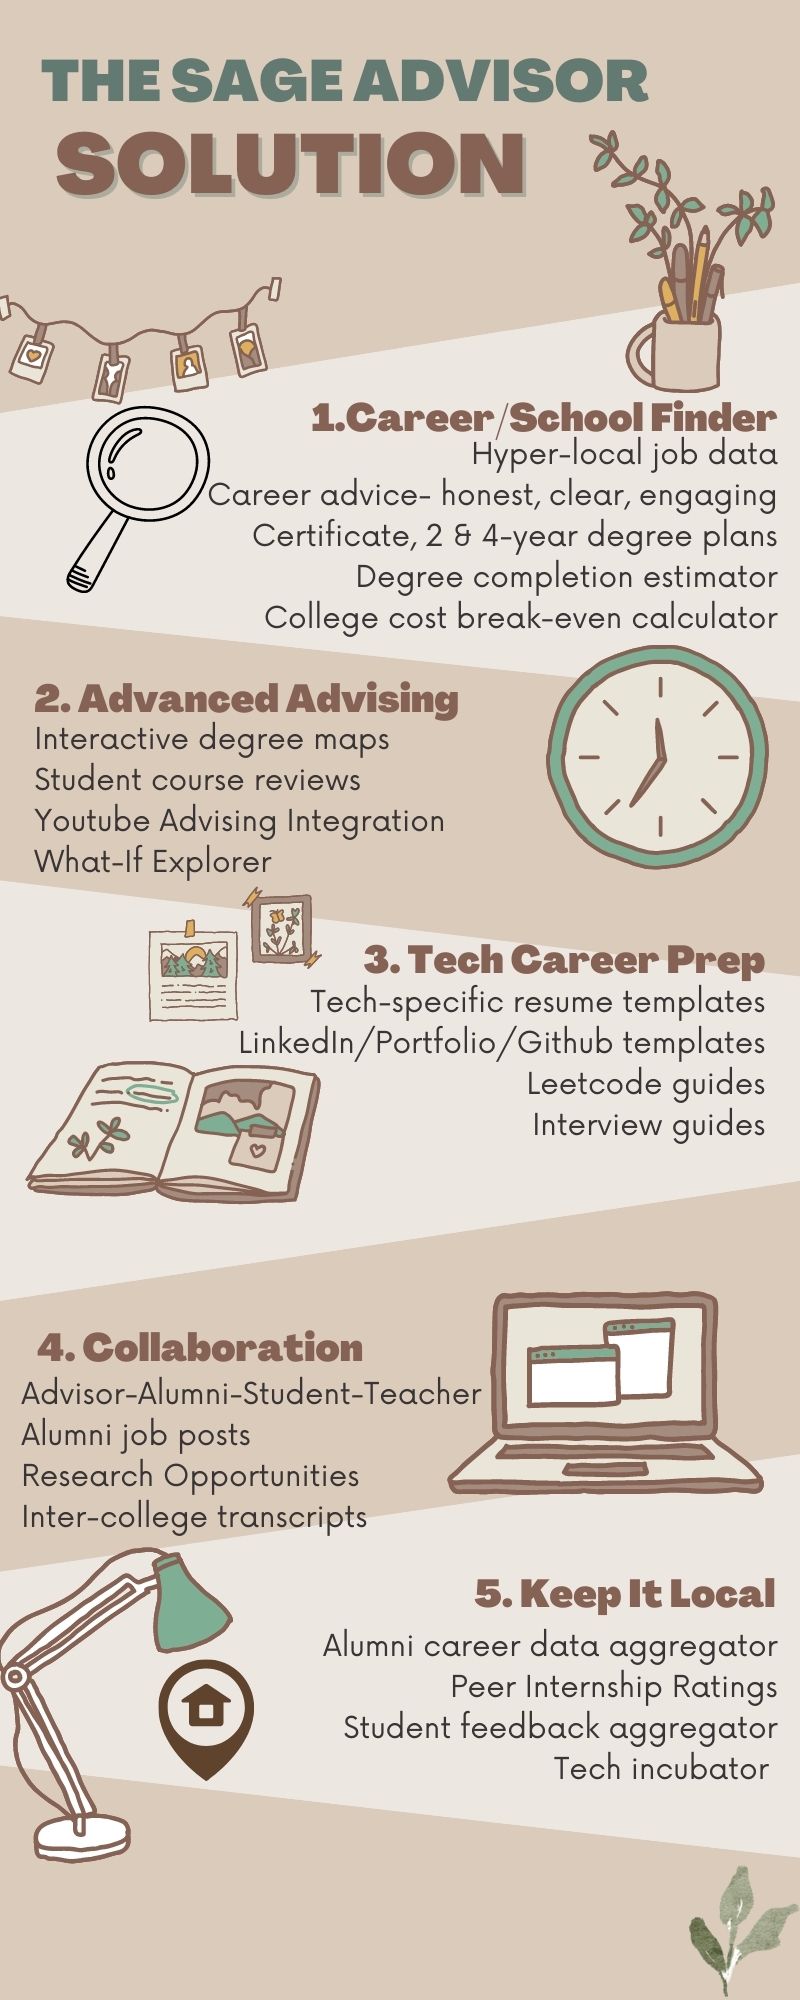 THE SAGE ADVISOR
SOLUTION
1.Career/School Finder
Hyper-local job data
Career advice- honest, clear, engaging
Certificate, 2 & 4-year degree plans
Degree completion estimator
College cost break-even calculator
2. Advanced Advising
Interactive degree maps
Student course reviews
Youtube Advising Integration
What-If Explorer
3. Tech Career Prep
Tech-specific resume templates
LinkedIn/Portfolio/Github templates
Leetcode guides
Interview guides
4. Collaboration
Advisor-Alumni-Student-Teacher
Alumni job posts
Research Opportunities
Inter-college transcripts
5. Keep It Local
Alumni career data aggregator
Peer Internship Ratings
Student feedback aggregator
Tech incubator